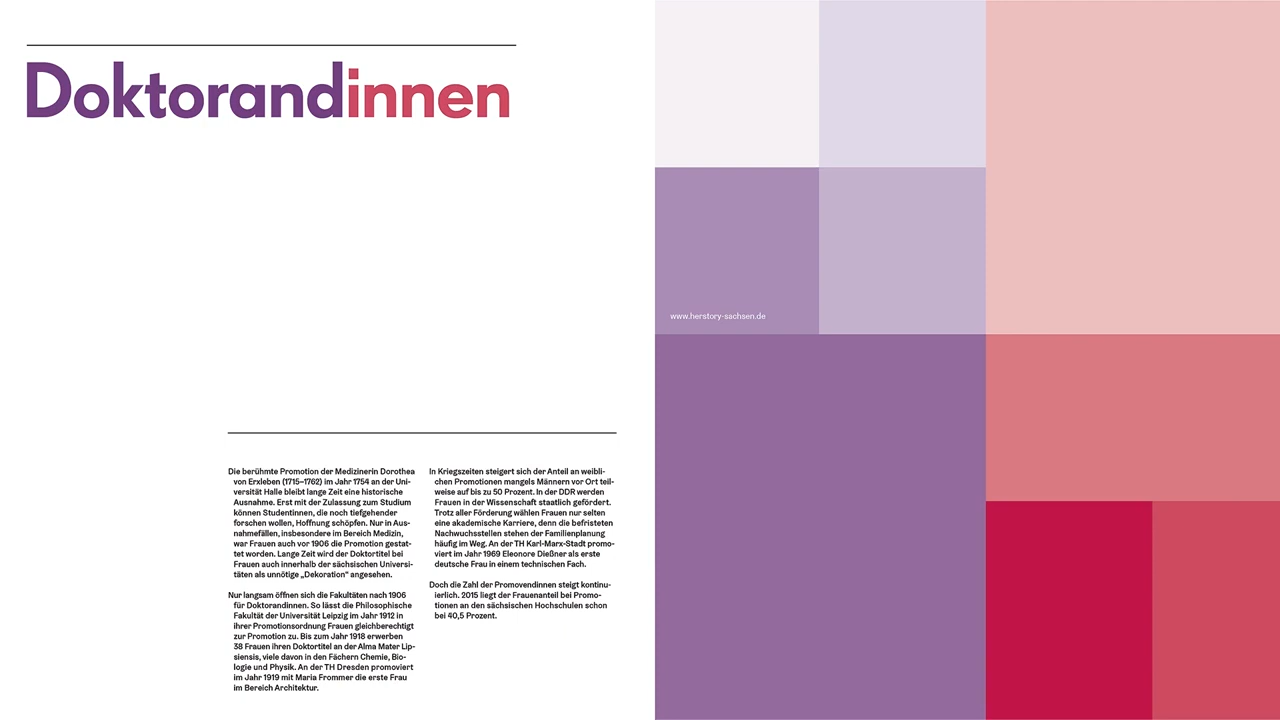 Doktorandinnen
Die berühmte Promotion der Medizinerin Dorothea
von Erxleben (1715–1762) im Jahr 1754 an der Uni-
versität Halle bleibt lange Zeit eine historische
Ausnahme. Erst mit der Zulassung zum Studium
können Studentinnen, die noch tiefgehender
forschen wollen, Hoffnung schöpfen. Nur in Aus-
nahmefällen, insbesondere im Bereich Medizin,
war Frauen auch vor 1906 die Promotion gestat-
tet worden. Lange Zeit wird der Doktortitel bei
Frauen auch innerhalb der sächsischen Universi-
täten als unnötige „Dekoration“ angesehen.
Nur langsam öffnen sich die Fakultäten nach 1906
für Doktorandinnen. So lässt die Philosophische
Fakultät der Universität Leipzig im Jahr 1912 in
ihrer Promotionsordnung Frauen gleichberechtigt
zur Promotion zu. Bis zum Jahr 1918 erwerben
38 Frauen ihren Doktortitel an der Alma Mater Lip-
siensis, viele davon in den Fächern Chemie, Bio-
logie und Physik. An der TH Dresden promoviert
im Jahr 1919 mit Maria Frommer die erste Frau
im Bereich Architektur.
In Kriegszeiten steigert sich der Anteil an weibli-
chen Promotionen mangels Männern vor Ort teil-
weise auf bis zu 50 Prozent. In der DDR werden
Frauen in der Wissenschaft staatlich gefördert.
Trotz aller Förderung wählen Frauen nur selten
eine akademische Karriere, denn die befristeten
Nachwuchsstellen stehen der Familienplanung
häufig im Weg. An der TH Karl-Marx-Stadt promo-
viert im Jahr 1969 Eleonore Dießner als erste
deutsche Frau in einem technischen Fach.
Doch die Zahl der Promovendinnen steigt kontinu-
ierlich. 2015 liegt der Frauenanteil bei Promo-
tionen an den sächsischen Hochschulen schon
bei 40,5 Prozent.
www.herstory-sachsen.de